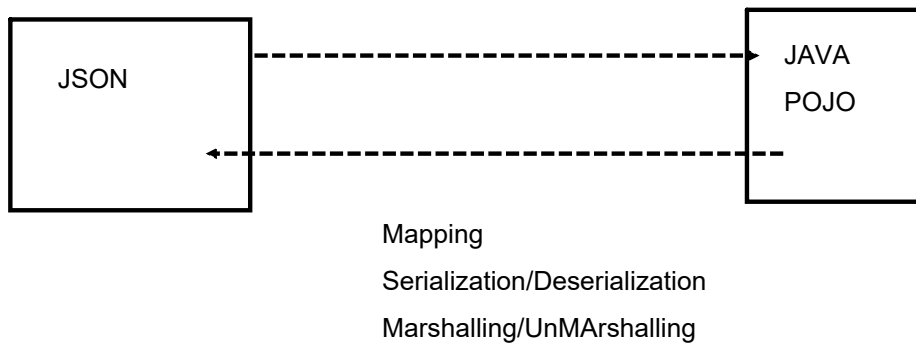 JSON
JAVA
POJO
Mapping
Serialization/Deserialization
Marshalling/UnMArshalling